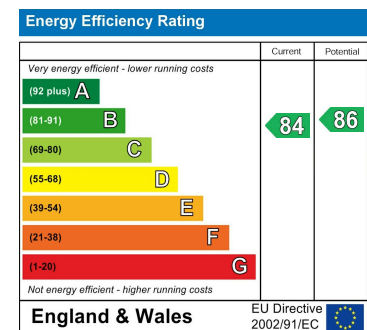 Energy Efficiency Rating
Current Potential
Very energy efficient - lower running costs
(92 plus) A
(81-91) B
84 86
(69-80) C
(55-68) D
(39-54) E
(21-38) F
(1-20) G
Not energy efficient - higher running costs
England & Wales
EU Directive
2002/91/EC